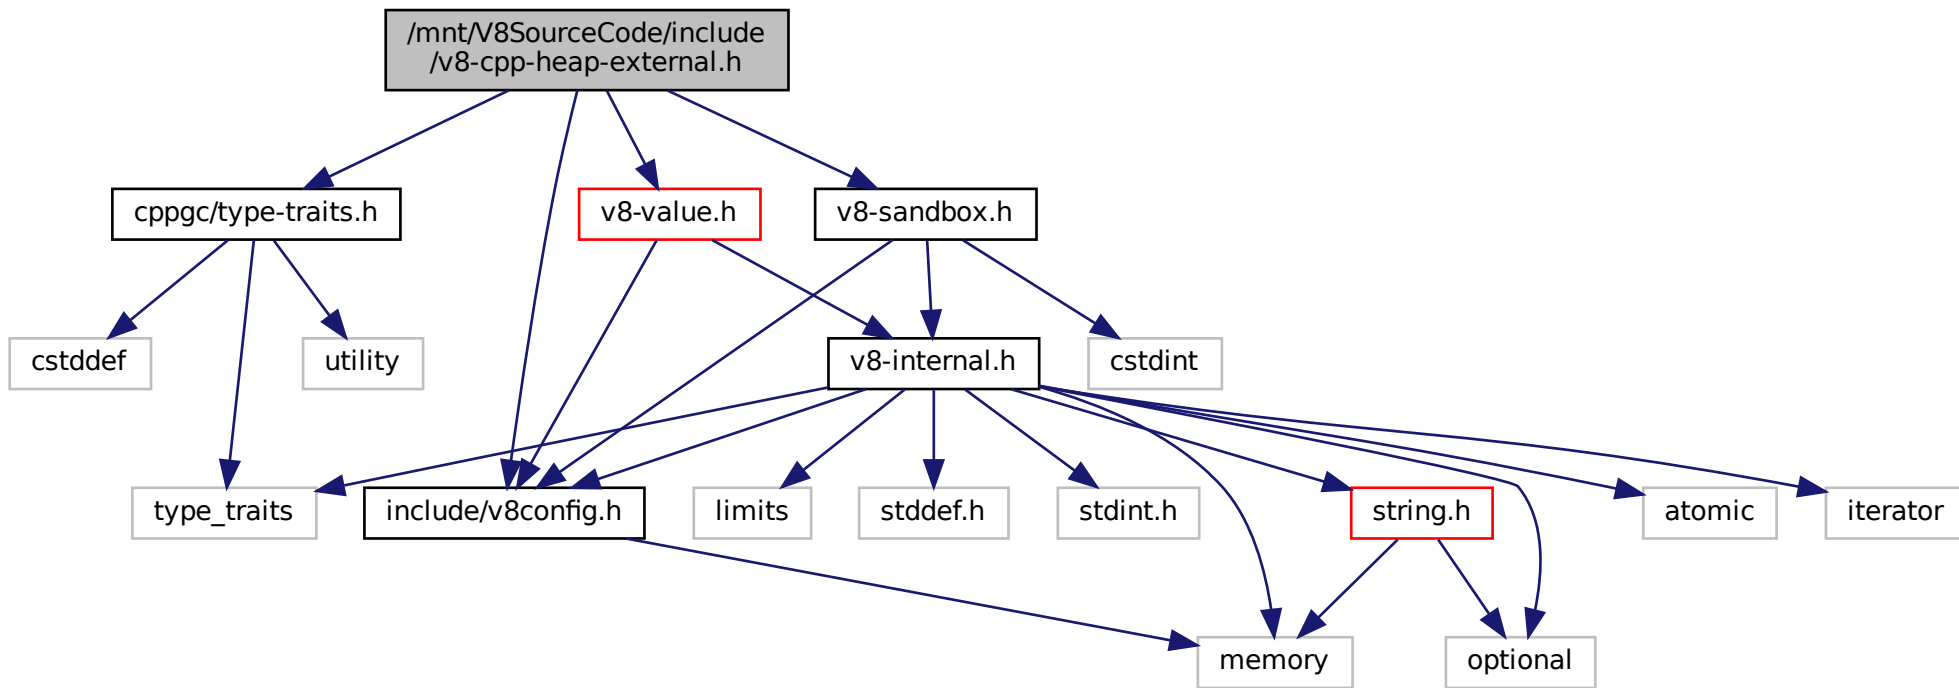 /mnt/V8SourceCode/include
/v8-cpp-heap-external.h
cppgc/type-traits.h
v8-value.h
v8-sandbox.h
cstddef
utility
v8-internal.h
cstdint
type_traits
include/v8config.h
limits
stddef.h
stdint.h
string.h
atomic
iterator
memory
optional